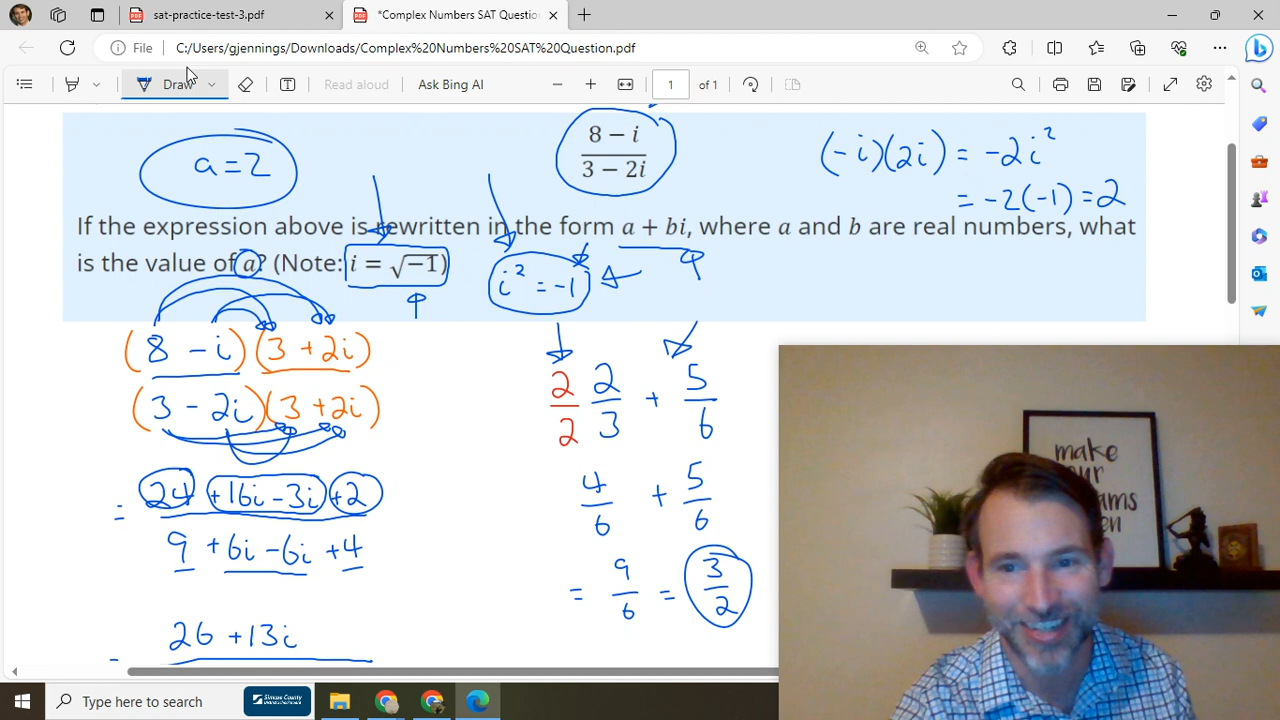 sat-practice-test-3.pdf
*Complex Numbers SAT Questio
File
C:/Users/gjennings/Downloads/Complex%20Numbers%20SAT%20Question.pdf
Draw
Read aloud
Ask Bing AI
1
of 1
a=2
8 − i
3 − 2i
(-i)(2i) = -2i²
= -2(-1)=2
If the expression above is rewritten in the form a + bi, where a and b are real numbers, what
is the value of a? (Note: i = √−1)
i² = -1
(8 - i)(3 + 2i)
(3 - 2i)(3 + 2i)
2/2 2/3 + 5/6
4/6 + 5/6
= 24 +16i -3i +2
9 +6i -6i +4
= 9/6 = 3/2
= 26 +13i
make
your
dreams
Type here to search
Simcoe County